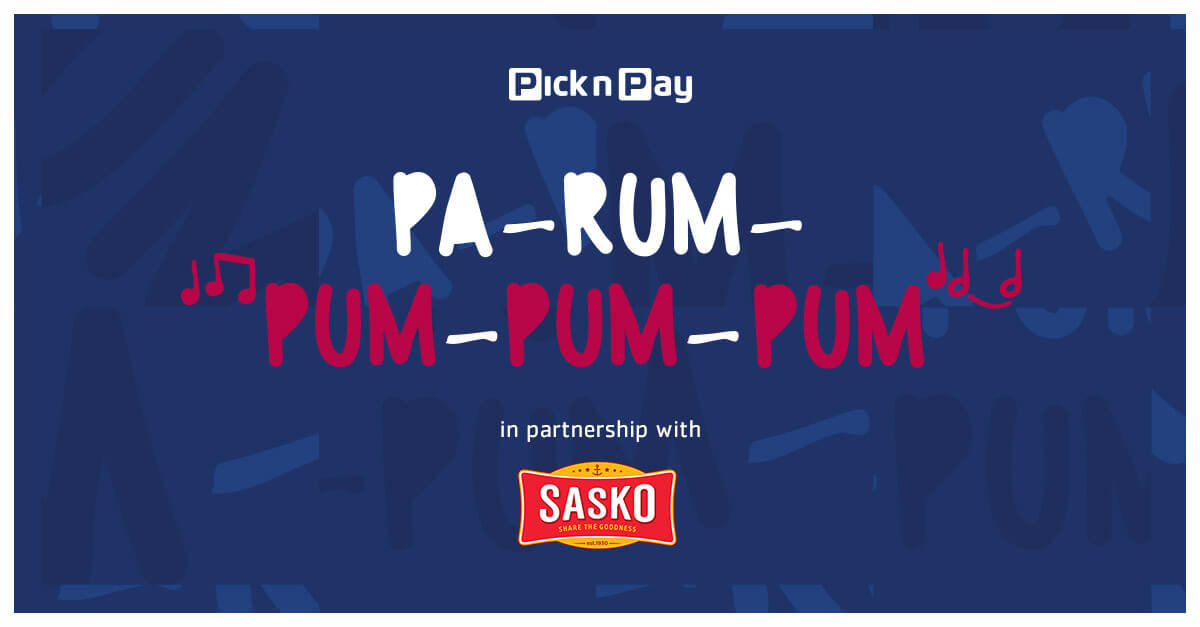 Pick n Pay
PA-RUM-
PUM-PUM-PUM
in partnership with
SASKO
SHARE THE GOODNESS
est.1930